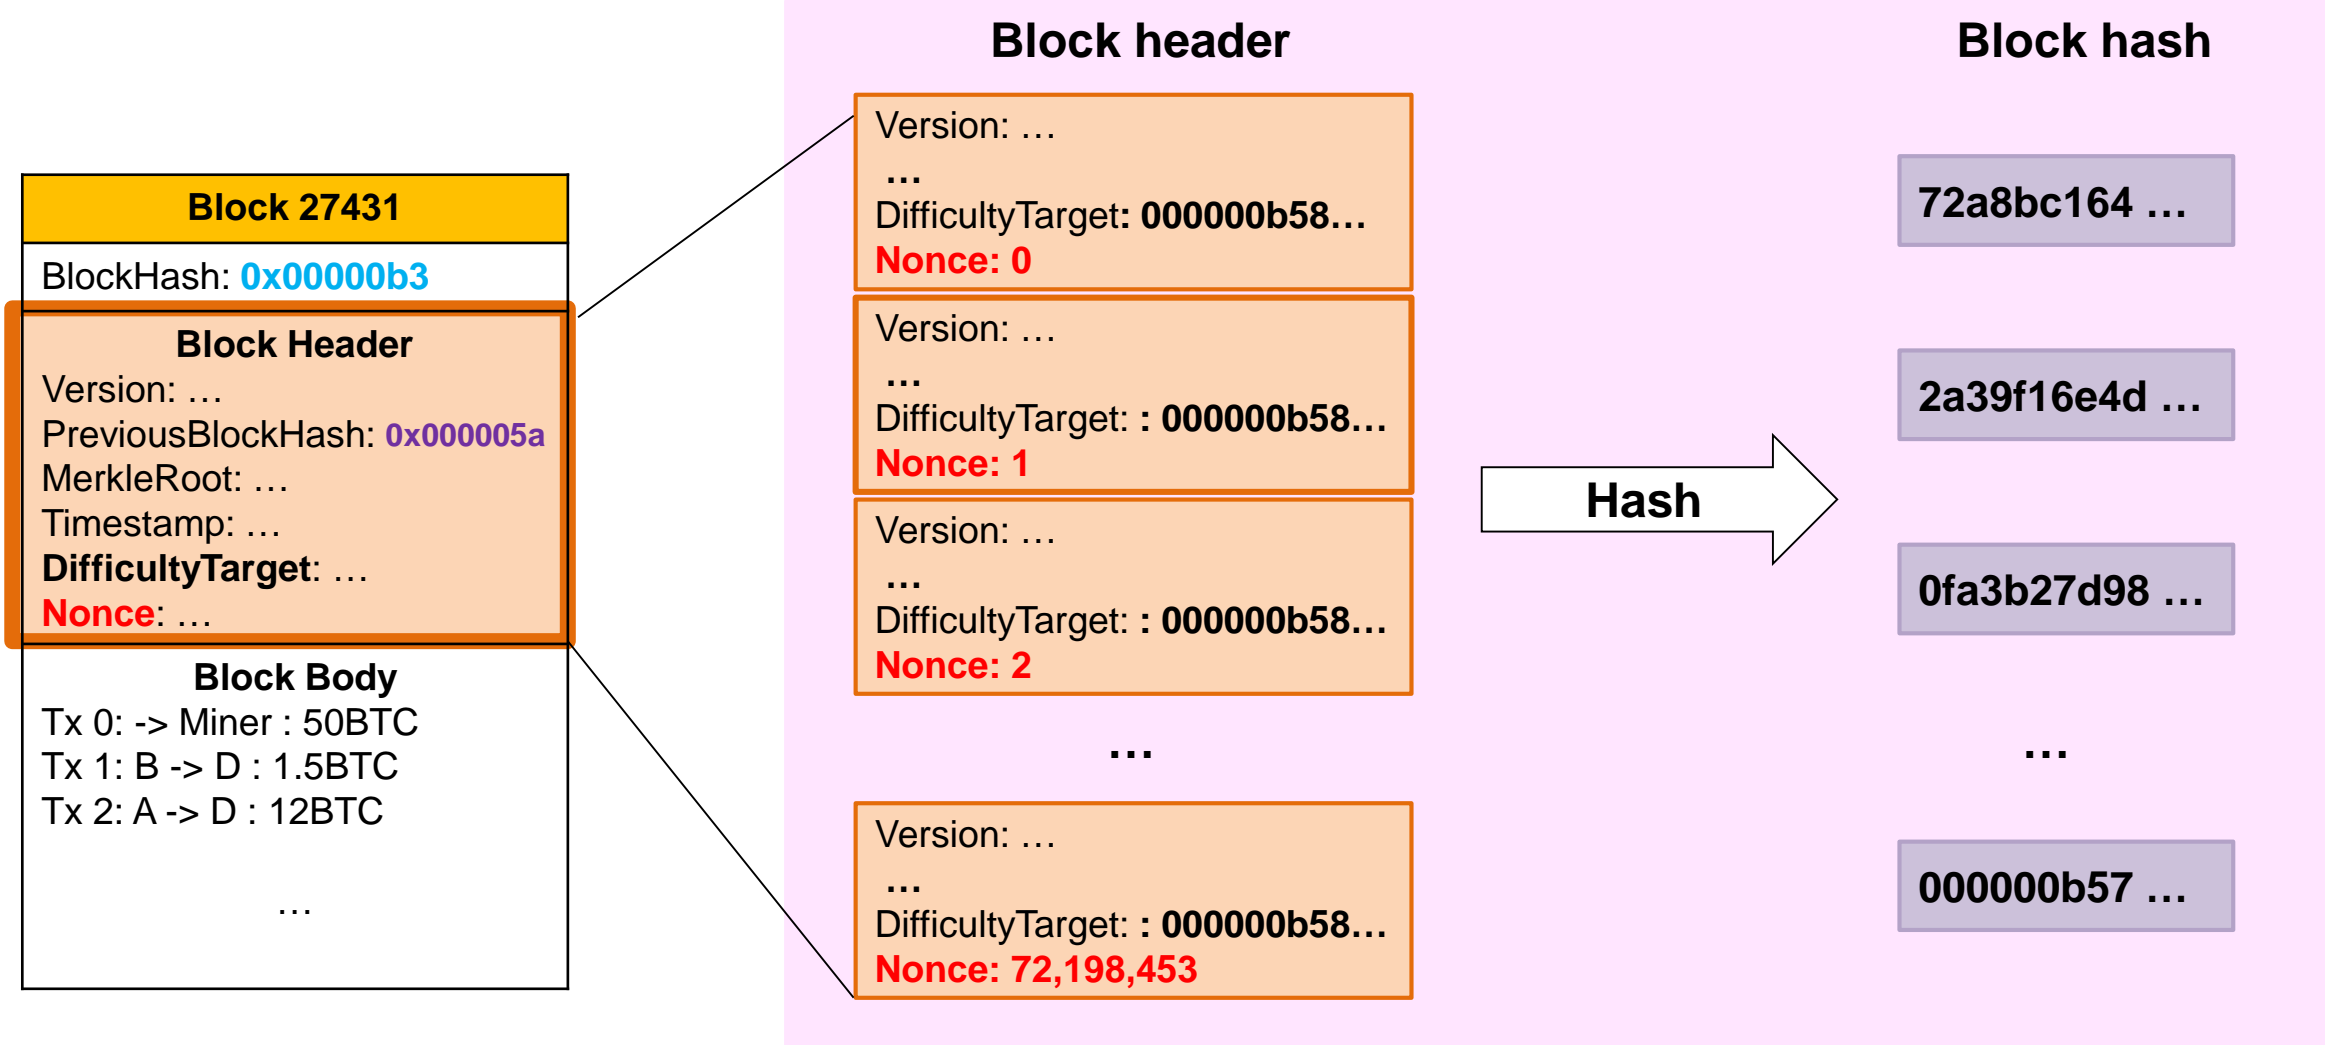 Block 27431
BlockHash: 0x00000b3
Block Header
Version: …
PreviousBlockHash: 0x000005a
MerkleRoot: …
Timestamp: …
DifficultyTarget: …
Nonce: …
Block Body
Tx 0: -> Miner : 50BTC
Tx 1: B -> D : 1.5BTC
Tx 2: A -> D : 12BTC
…
Block header
Version: …
…
DifficultyTarget: 000000b58…
Nonce: 0
Version: …
…
DifficultyTarget: : 000000b58…
Nonce: 1
Version: …
…
DifficultyTarget: : 000000b58…
Nonce: 2
…
Version: …
…
DifficultyTarget: : 000000b58…
Nonce: 72,198,453
Hash
Block hash
72a8bc164 …
2a39f16e4d …
0fa3b27d98 …
…
000000b57 …